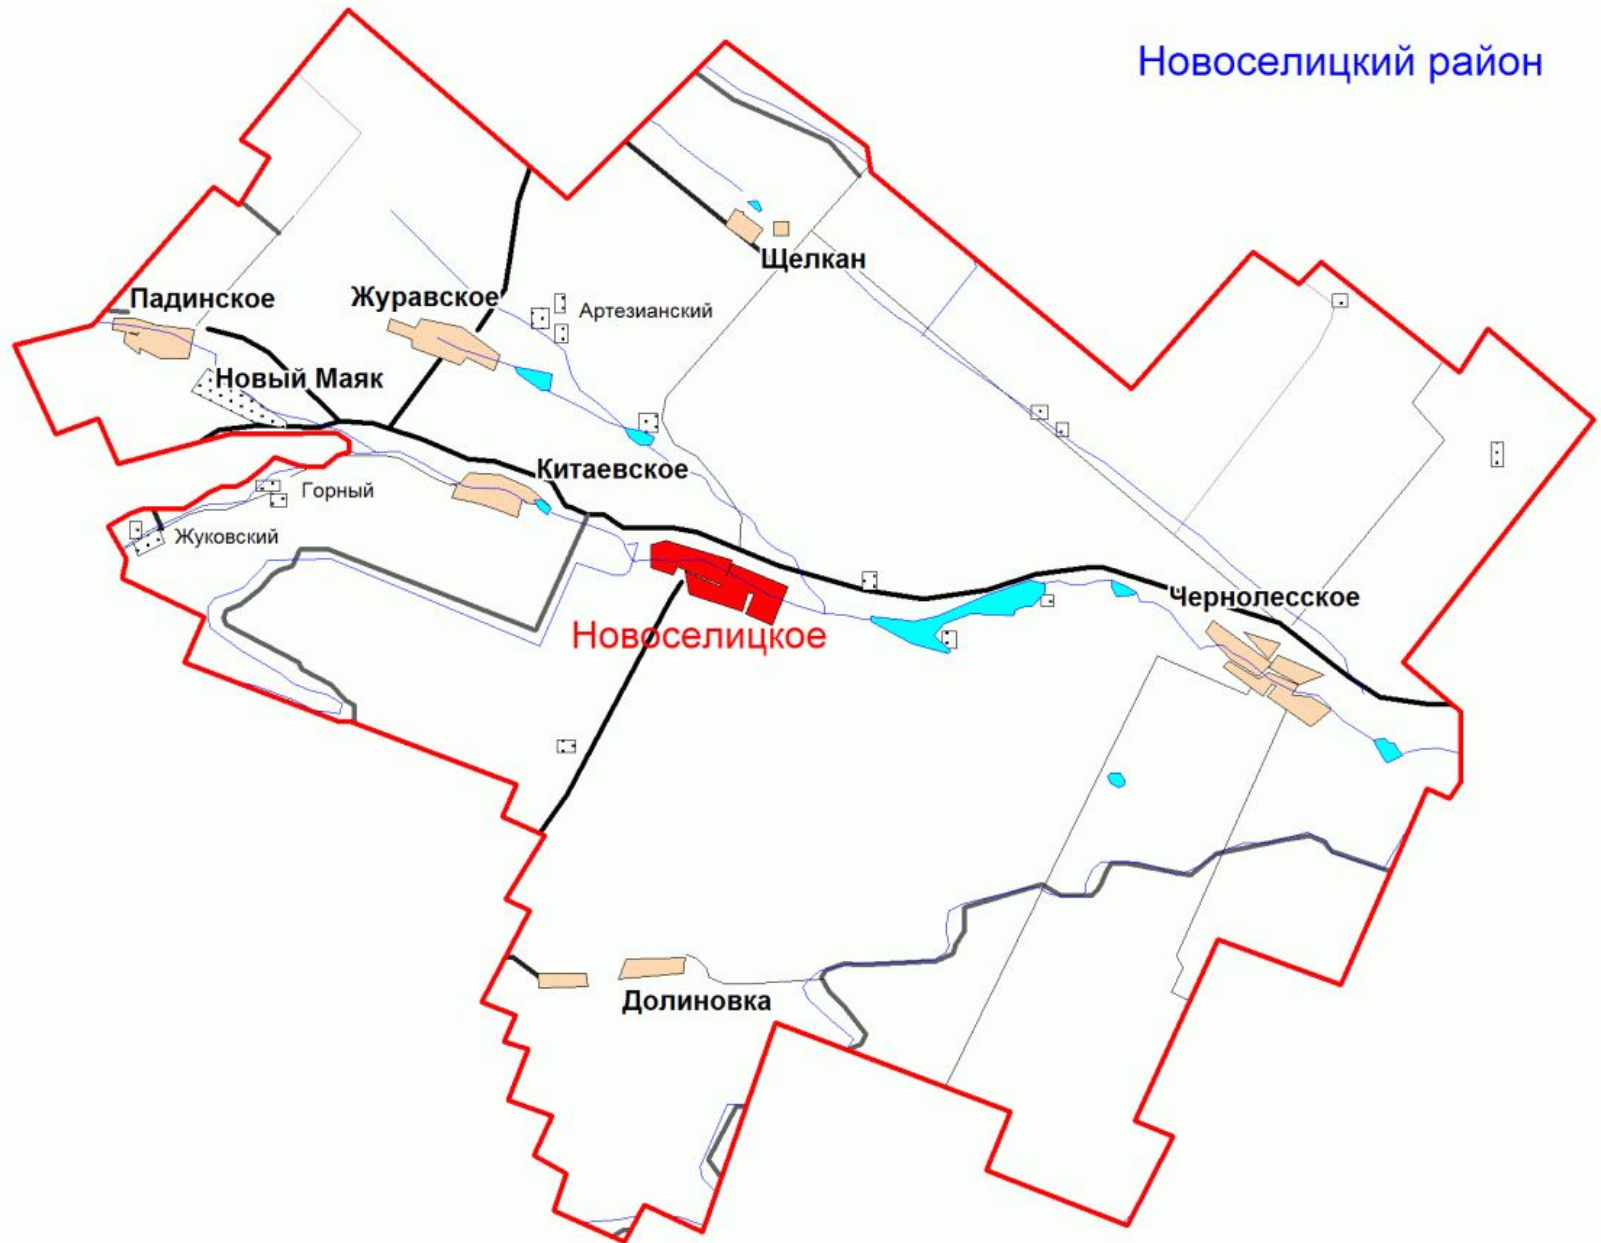 Новоселицкий район
Щелкан
Падинское
Журавское
Артезианский
Новый Маяк
Китаевское
Горный
Жуковский
Чернолесское
Новоселицкое
Долиновка